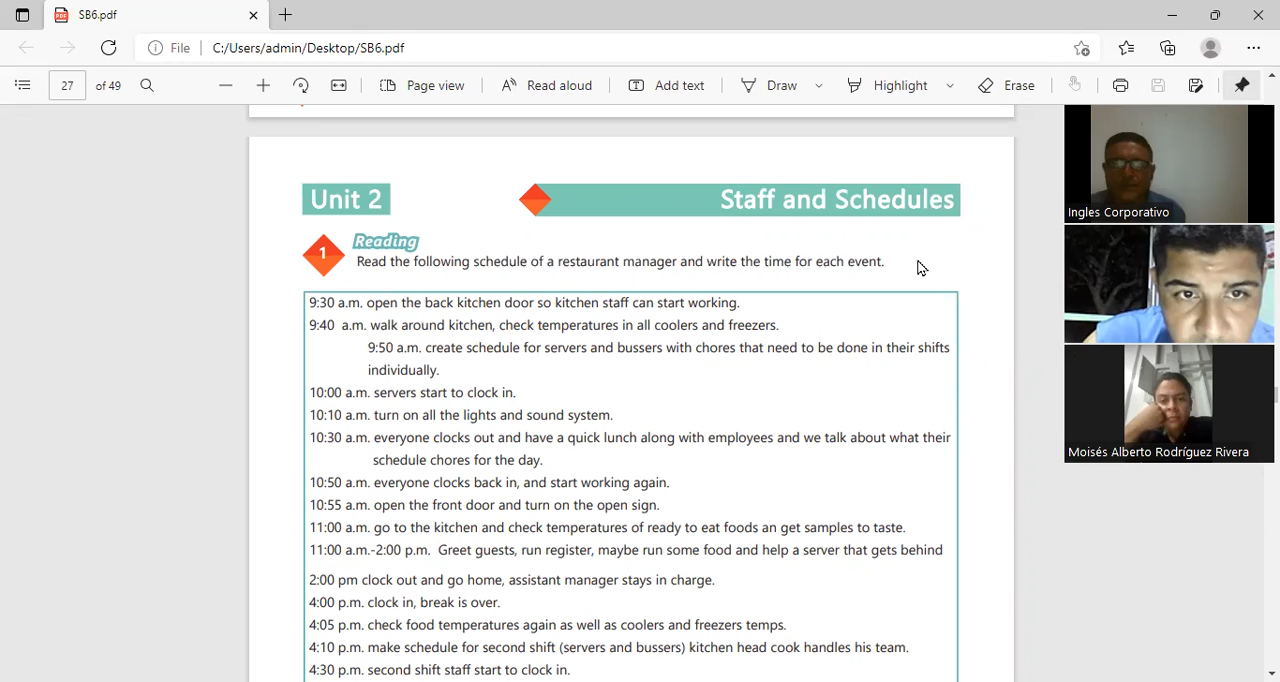 SB6.pdf
File
C:/Users/admin/Desktop/SB6.pdf
27
of 49
Page view
Read aloud
Add text
Draw
Highlight
Erase
Unit 2
Staff and Schedules
1
Reading
Read the following schedule of a restaurant manager and write the time for each event.
9:30 a.m. open the back kitchen door so kitchen staff can start working.
9:40 a.m. walk around kitchen, check temperatures in all coolers and freezers.
9:50 a.m. create schedule for servers and bussers with chores that need to be done in their shifts
individually.
10:00 a.m. servers start to clock in.
10:10 a.m. turn on all the lights and sound system.
10:30 a.m. everyone clocks out and have a quick lunch along with employees and we talk about what their
schedule chores for the day.
10:50 a.m. everyone clocks back in, and start working again.
10:55 a.m. open the front door and turn on the open sign.
11:00 a.m. go to the kitchen and check temperatures of ready to eat foods an get samples to taste.
11:00 a.m.-2:00 p.m. Greet guests, run register, maybe run some food and help a server that gets behind
2:00 pm clock out and go home, assistant manager stays in charge.
4:00 p.m. clock in, break is over.
4:05 p.m. check food temperatures again as well as coolers and freezers temps.
4:10 p.m. make schedule for second shift (servers and bussers) kitchen head cook handles his team.
4:30 p.m. second shift staff start to clock in.
Ingles Corporativo
Moisés Alberto Rodríguez Rivera